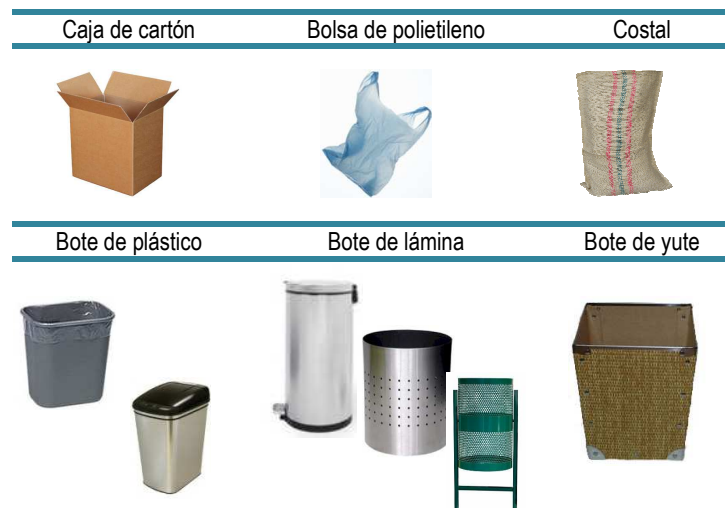 Caja de cartón Bolsa de polietileno Costal
Bote de plástico Bote de lámina Bote de yute